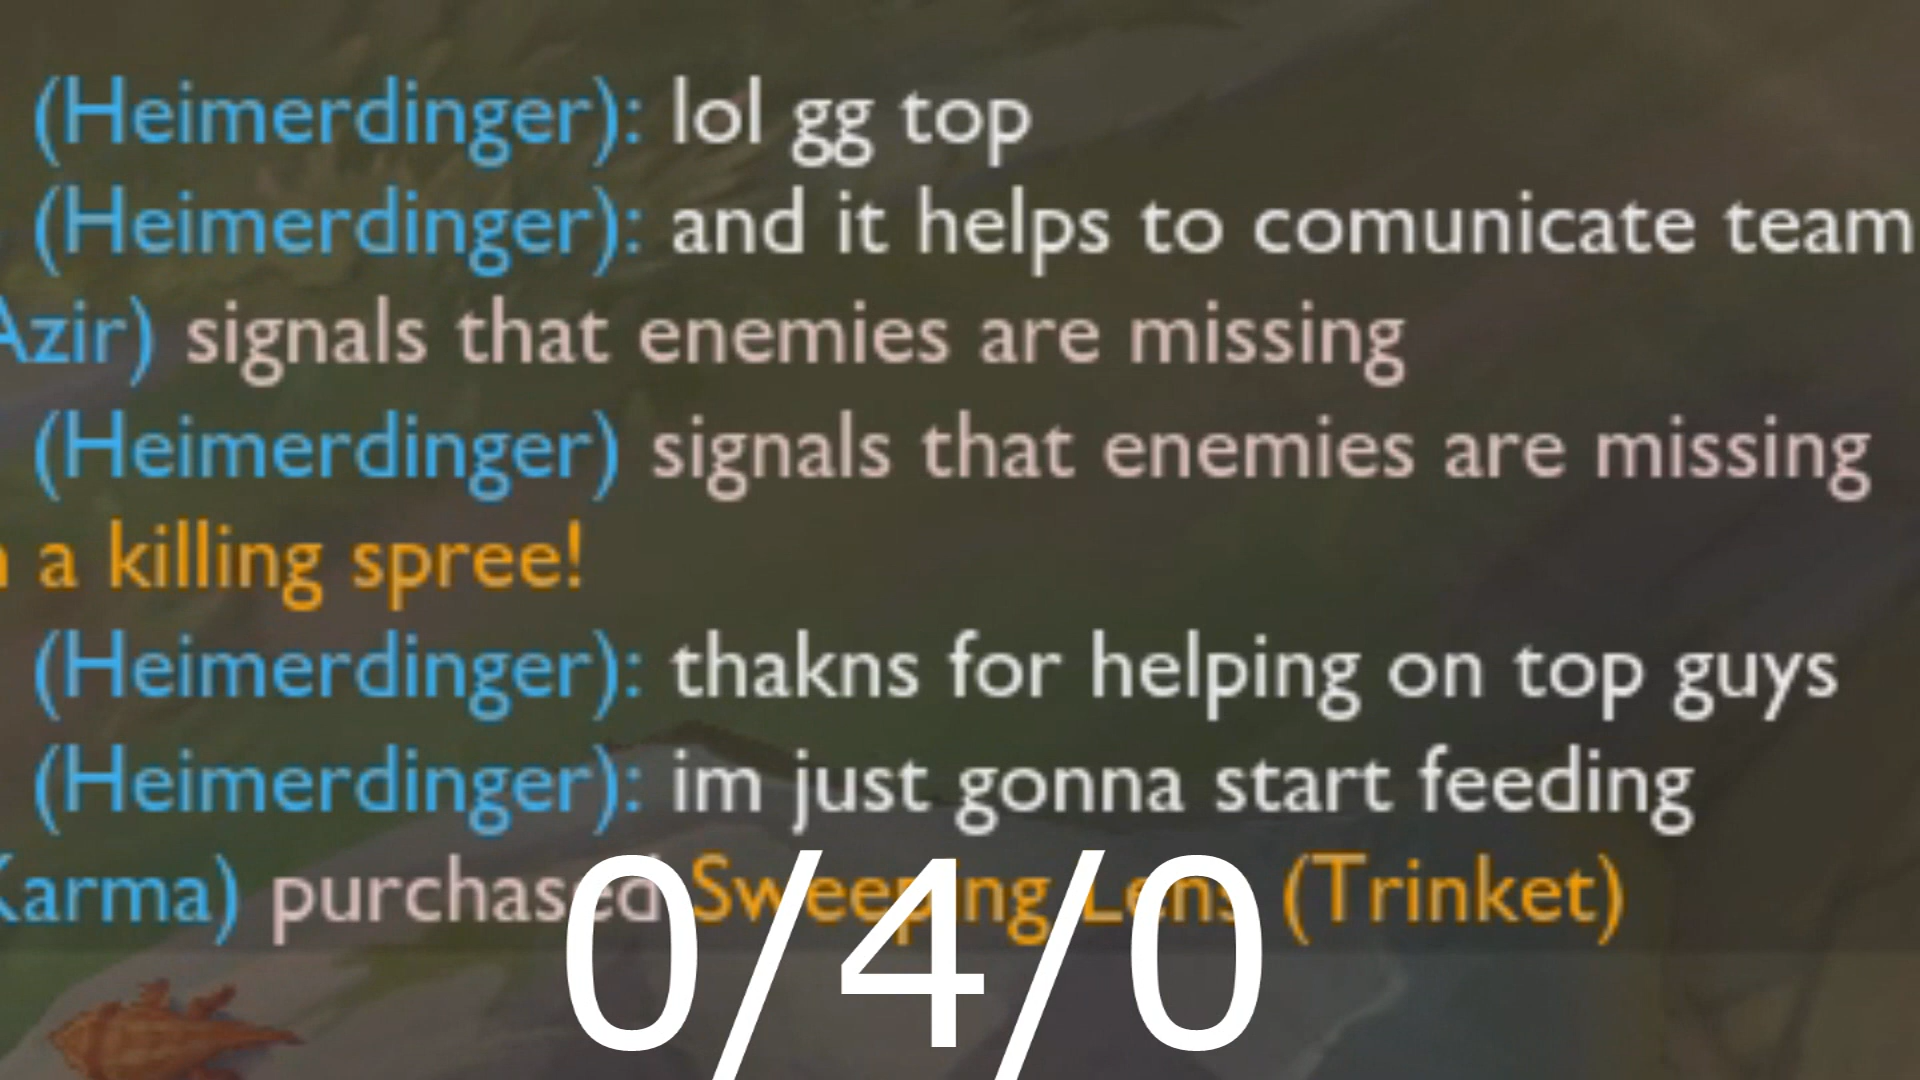 (Heimerdinger): lol gg top
(Heimerdinger): and it helps to comunicate team
Azir) signals that enemies are missing
(Heimerdinger) signals that enemies are missing
a killing spree!
(Heimerdinger): thakns for helping on top guys
(Heimerdinger): im just gonna start feeding
Karma) purchased Sweeping Lens (Trinket)
0/4/0